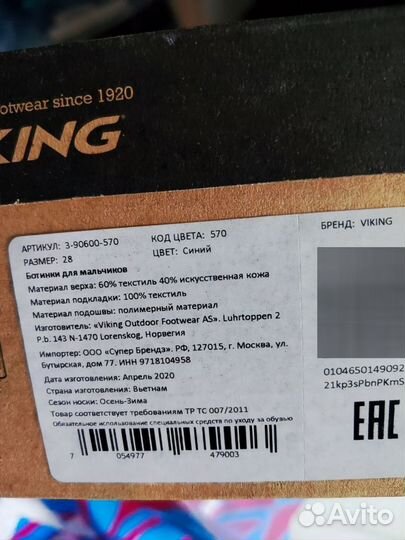 ootwear since 1920
KING
АРТИКУЛ: 3-90600-570 КОД ЦВЕТА: 570
РАЗМЕР: 28 ЦВЕТ: Синий
Ботинки для мальчиков
Материал верха: 60% текстиль 40% искусственная кожа
Материал подкладки: 100% текстиль
Материал подошвы: полимерный материал
Изготовитель: «Viking Outdoor Footwear AS». Luhrtoppen 2
P.b. 143 N-1470 Lorenskog, Норвегия
Импортер: ООО «Супер Брендз». РФ, 127015, г. Москва, ул.
Бутырская, дом 77. ИНН 9718104958
Дата изготовления: Апрель 2020
Страна изготовления: Вьетнам
Сезон носки: Осень-Зима
Товар соответствует требованиям ТР ТС 007/2011
Обязательное использование специальных средств по уходу за обувью
7 054977 479003
БРЕНД: VIKING
0104650149092
21kp3sPbnPKmS
EAC
Avito